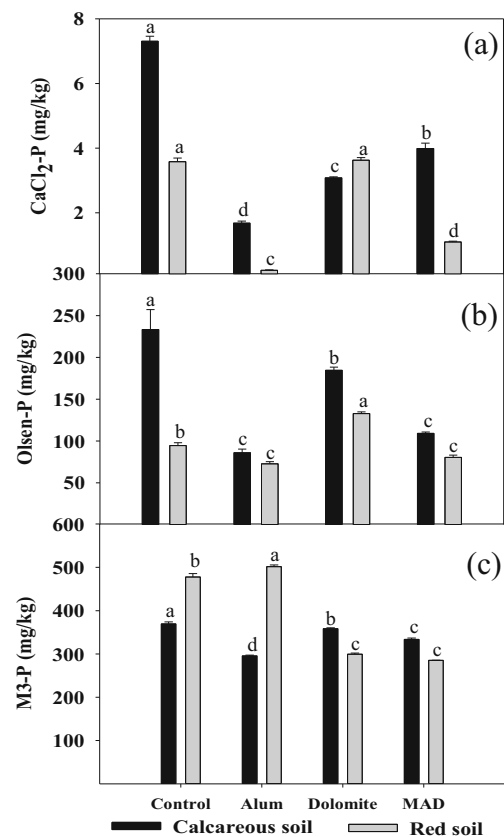 8
(a)
a
6
CaCl2-P (mg/kg)
4
a
a
b
c
2
d
c
d
300
(b)
a
250
Olsen-P (mg/kg)
200
b
150
a
100
b
c
c
c
c
50
600
(c)
500
b
a
M3-P (mg/kg)
400
a
b
c
300
d
c
c
200
100
Control Alum Dolomite MAD
Calcareous soil Red soil